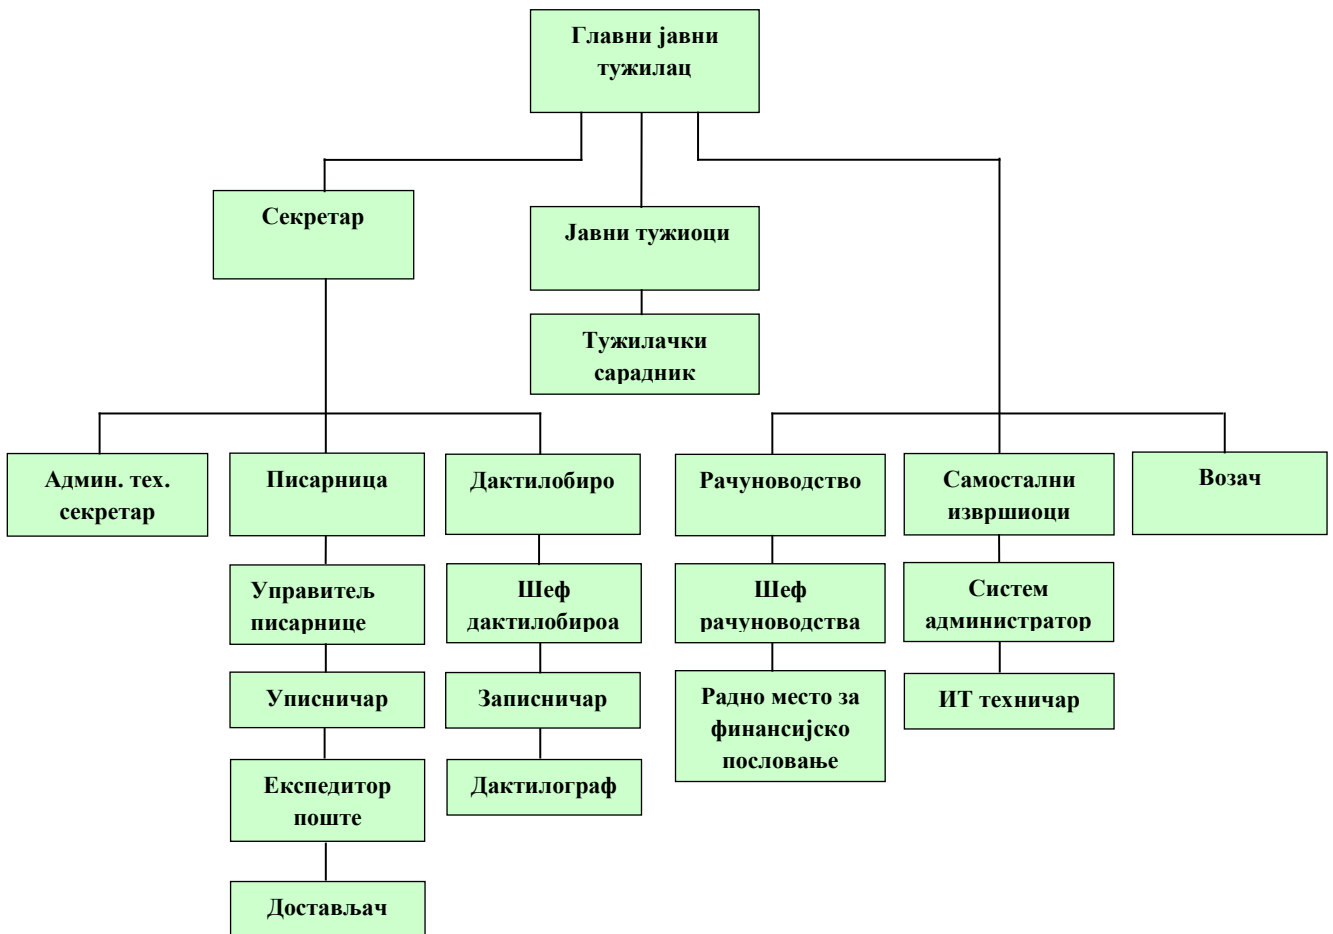 Главни јавни
тужилац
Секретар
Јавни тужиоци
Тужилачки
сарадник
Админ. тех.
секретар
Писарница
Дактилобиро
Рачуноводство
Самостални
извршиоци
Возач
Управитељ
писарнице
Шеф
дактилобироа
Шеф
рачуноводства
Систем
администратор
Уписничар
Записничар
Радно место за
финансијско
пословање
ИТ техничар
Експедитор
поште
Дактилограф
Достављач